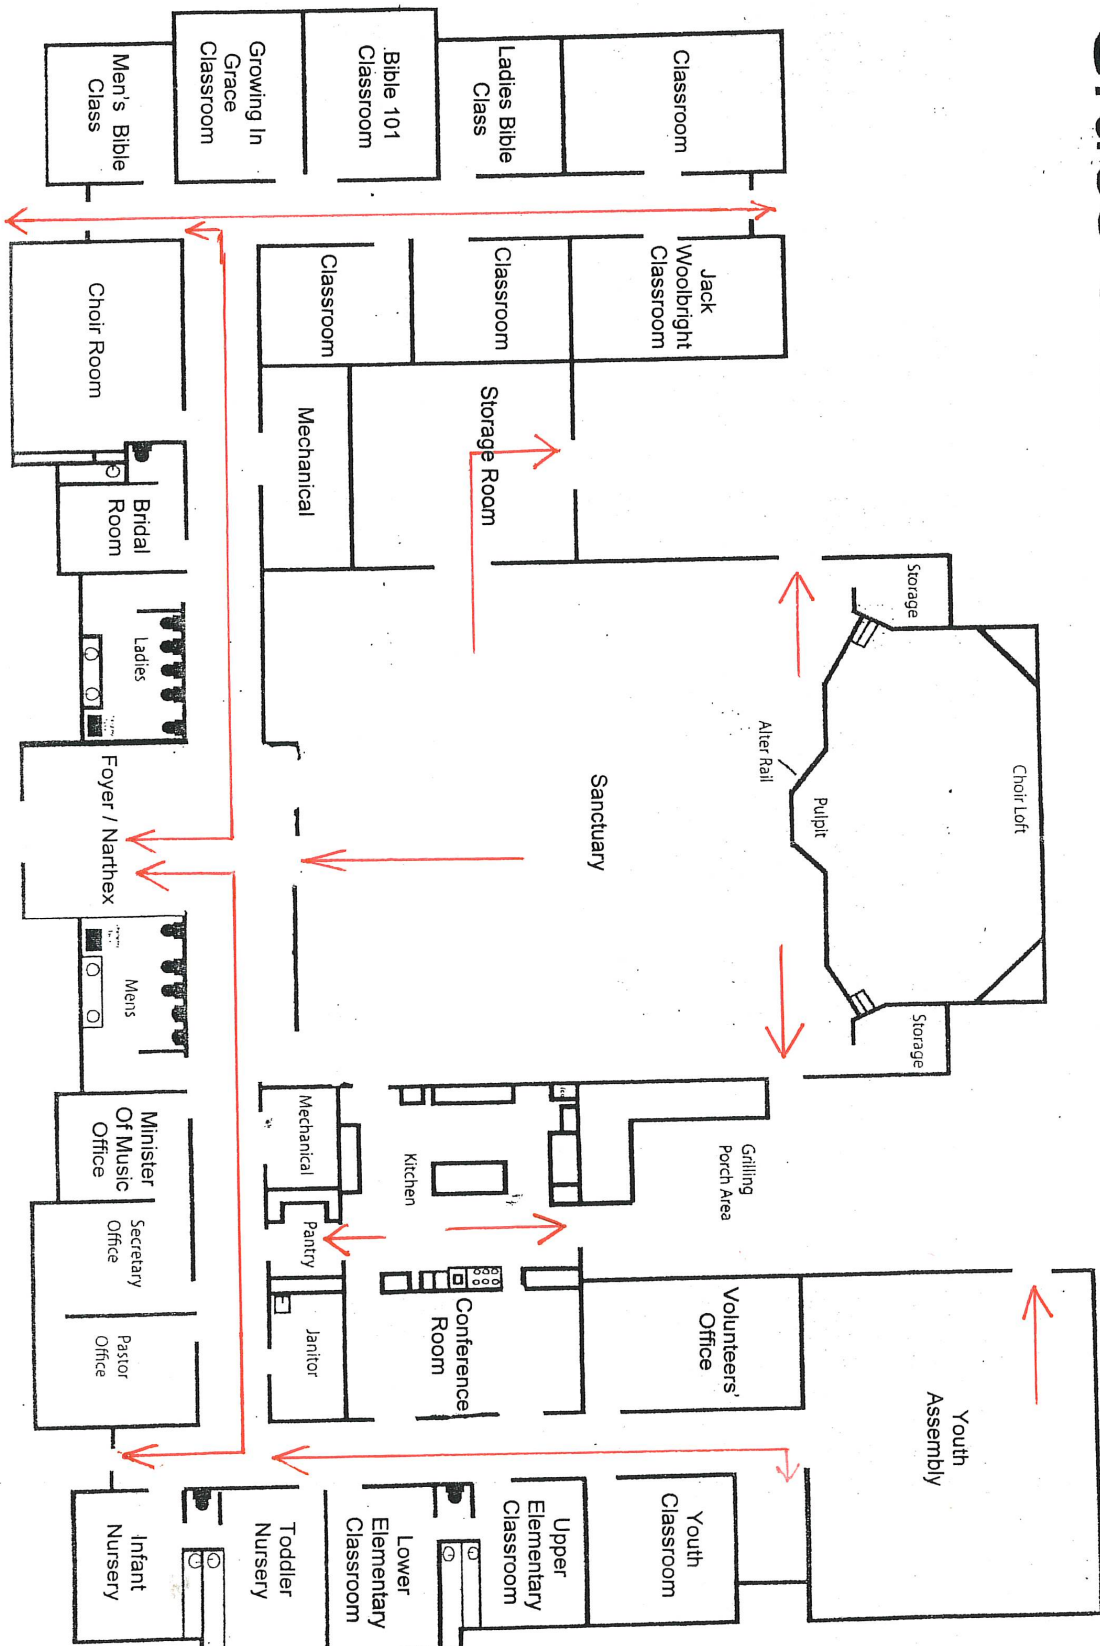 Choir Loft
Youth
Assembly
Storage
Storage
Pulpit
Alter Rail
Grilling
Porch Area
Volunteers'
Office
Classroom
Jack
Woolbright
Classroom
Youth
Classroom
Sanctuary
Ladies Bible
Class
Classroom
Storage Room
Kitchen
Conference
Room
Upper
Elementary
Classroom
Bible 101
Classroom
Classroom
Mechanical
Mechanical
Pantry
Janitor
Lower
Elementary
Classroom
Growing In
Grace
Classroom
Toddler
Nursery
Men's Bible
Class
Choir Room
Bridal
Room
Ladies
Foyer / Narthex
Mens
Minister
Of Music
Office
Secretary
Office
Pastor
Office
Infant
Nursery